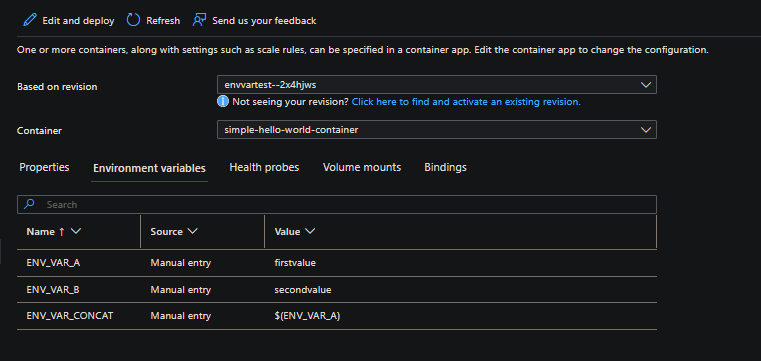 Edit and deploy Refresh Send us your feedback
One or more containers, along with settings such as scale rules, can be specified in a container app. Edit the container app to change the configuration.
Based on revision envvartest--2x4hjws
Not seeing your revision? Click here to find and activate an existing revision.
Container simple-hello-world-container
Properties Environment variables Health probes Volume mounts Bindings
Search
Name ↑ Source Value
ENV_VAR_A Manual entry firstvalue
ENV_VAR_B Manual entry secondvalue
ENV_VAR_CONCAT Manual entry $(ENV_VAR_A)